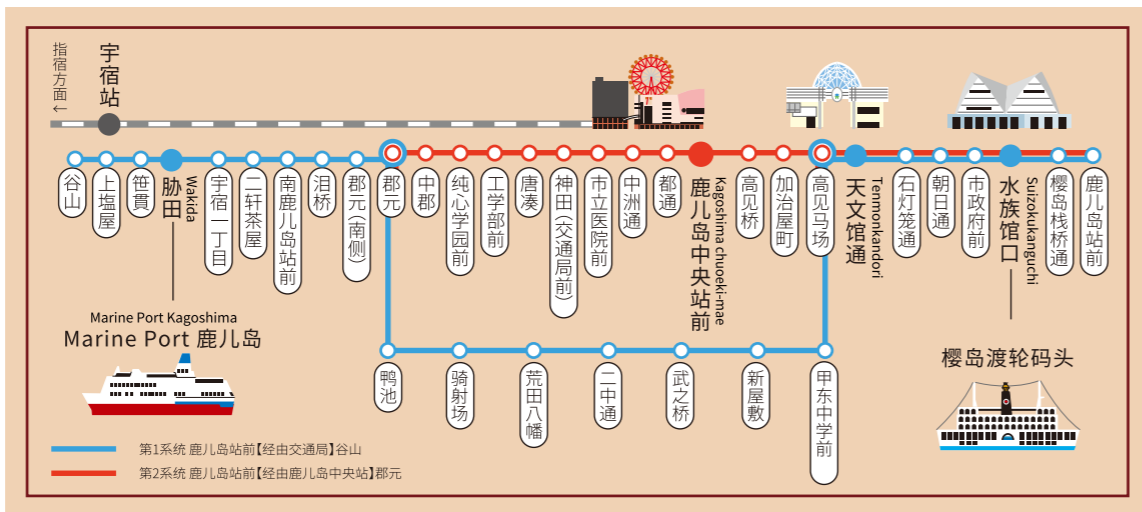 指宿方面←
宇宿站
谷山
上塩屋
笹貫
胁田
Wakida
宇宿一丁目
二轩茶屋
南鹿儿岛站前
泪桥
郡元(南侧)
郡元
中郡
纯心学园前
工学部前
唐凑
神田(交通局前)
市立医院前
中洲通
都通
鹿儿岛中央站前
Kagoshima chuoeki-mae
高见桥
加治屋町
高见马场
天文馆通
Tenmonkandori
石灯笼通
朝日通
市政府前
水族馆口
Suizokukanguchi
樱岛栈桥通
鹿儿岛站前
Marine Port Kagoshima
Marine Port 鹿儿岛
樱岛渡轮码头
鸭池
骑射场
荒田八幡
二中通
武之桥
新屋敷
甲东中学前
第1系统 鹿儿岛站前【经由交通局】谷山
第2系统 鹿儿岛站前【经由鹿儿岛中央站】郡元